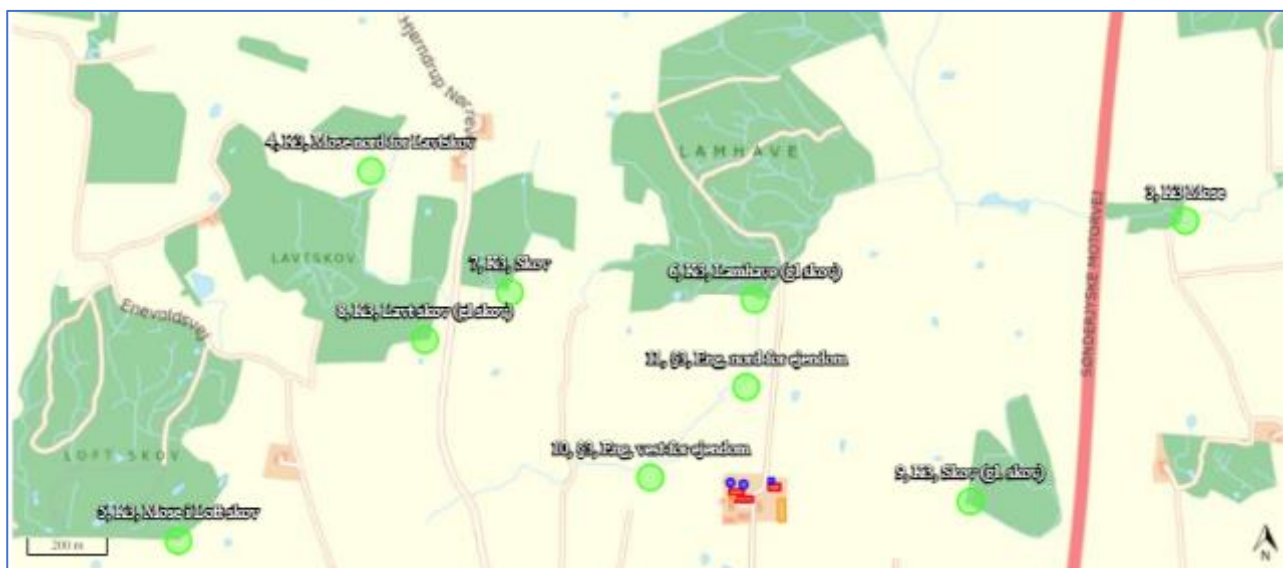 Hjerndrup Nørrevej
4, K3, Mose nord for Lavtskov
LAMHAVE
3, K3 Mose
LAVTSKOV
7, K3, Skov
6, K3, Lamhave (gl skov)
Enevoldsvej
8, K3, Lavt skov (gl skov)
SØNDERJYSKE MOTORVEJ
11, §3, Eng, nord for ejendom
LOFT SKOV
10, §3, Eng, vest for ejendom
9, K3, Skov (gl. skov)
5, K3, Mose i Loft skov
200 m
N